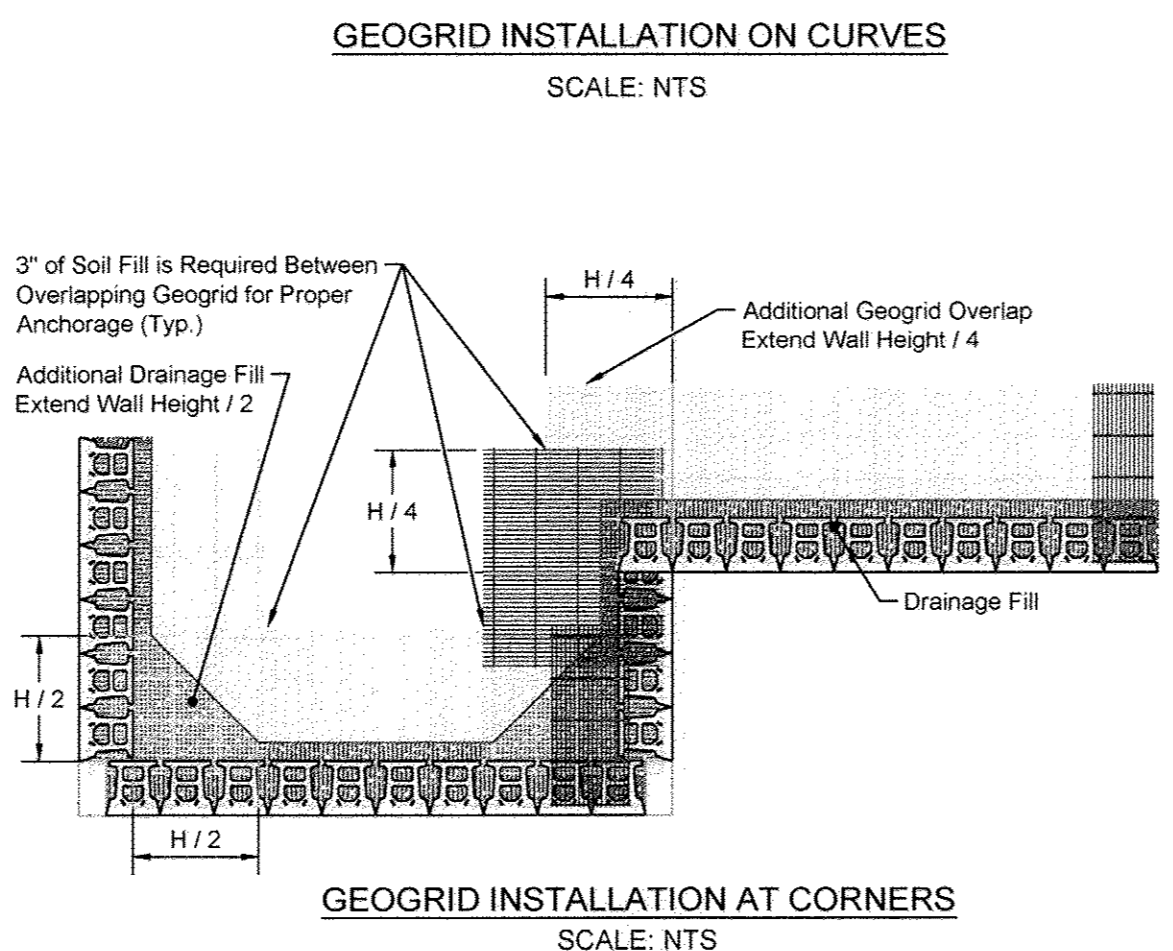 GEOGRID INSTALLATION ON CURVES
SCALE: NTS
3" of Soil Fill is Required Between
Overlapping Geogrid for Proper
Anchorage (Typ.)
H / 4
Additional Geogrid Overlap
Extend Wall Height / 4
Additional Drainage Fill
Extend Wall Height / 2
H / 4
Drainage Fill
H / 2
H / 2
GEOGRID INSTALLATION AT CORNERS
SCALE: NTS